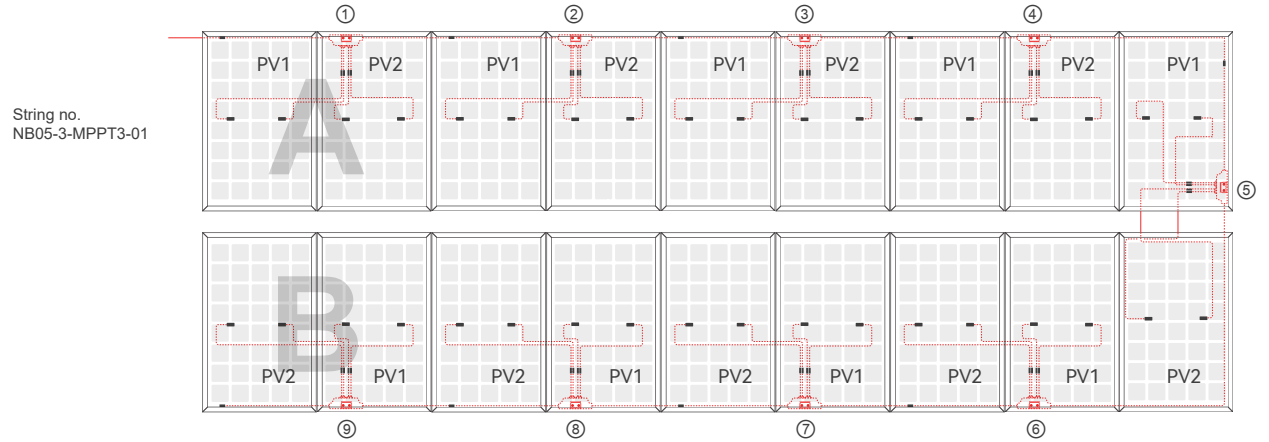 ① ② ③ ④
PV1 PV2 PV1 PV2 PV1 PV2 PV1 PV2 PV1
String no.
NB05-3-MPPT3-01
A
⑤
B
PV2 PV1 PV2 PV1 PV2 PV1 PV2 PV1 PV2
⑨ ⑧ ⑦ ⑥